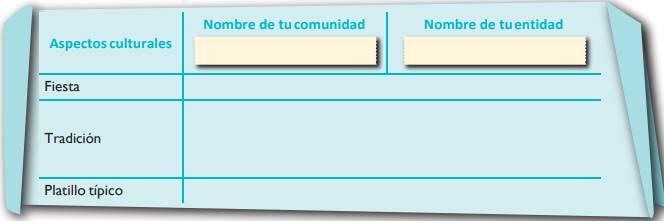 Aspectos culturales
Nombre de tu comunidad
Nombre de tu entidad
Fiesta
Tradición
Platillo típico